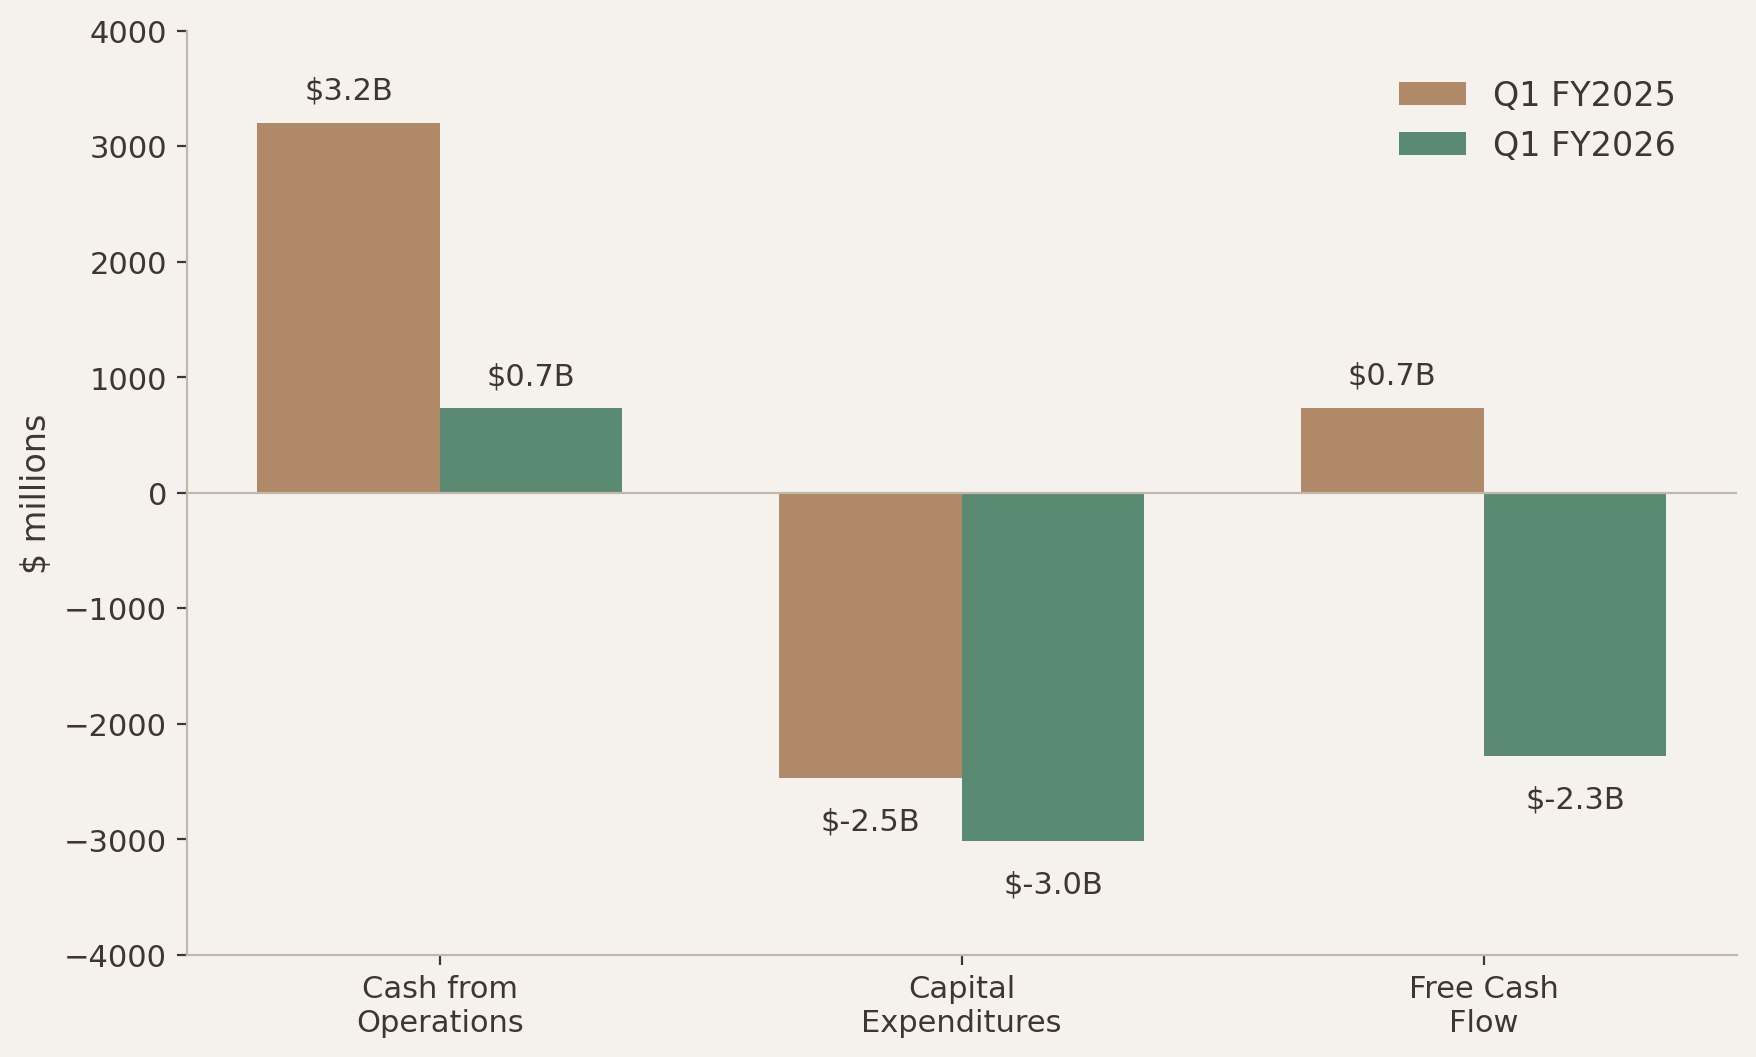 4000
3000
2000
1000
0
−1000
−2000
−3000
−4000
$ millions
$3.2B
$0.7B
$-2.5B
$-3.0B
$0.7B
$-2.3B
Q1 FY2025
Q1 FY2026
Cash from
Operations
Capital
Expenditures
Free Cash
Flow